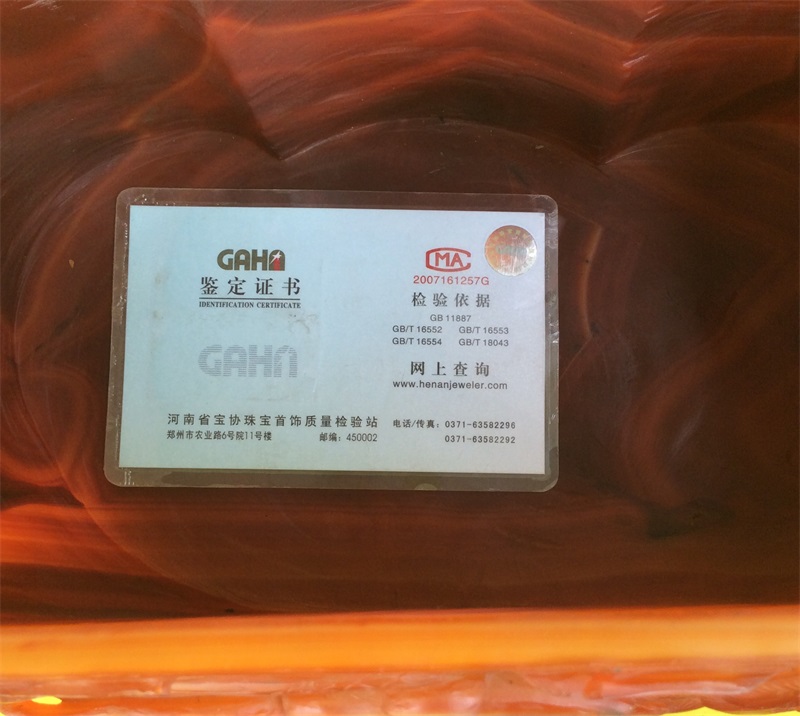 GAHA
鉴定证书
IDENTIFICATION CERTIFICATE
GAHA
河南省宝协珠宝首饰质量检验站
郑州市农业路6号院11号楼 邮编：450002
CMA
2007161257G
检验依据
GB 11887
GB/T 16552 GB/T 16553
GB/T 16554 GB/T 18043
网上查询
www.henanjeweler.com
电话/传真：0371-63582296
0371-63582292